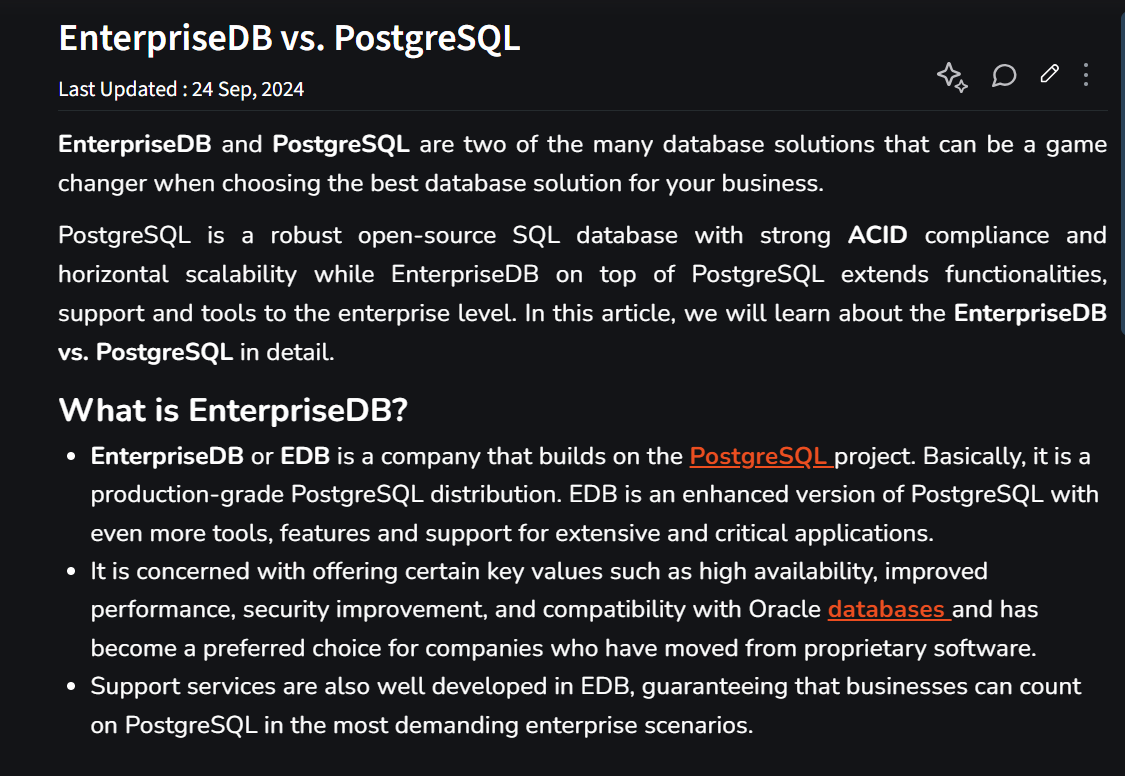 EnterpriseDB vs. PostgreSQL
Last Updated : 24 Sep, 2024
EnterpriseDB and PostgreSQL are two of the many database solutions that can be a game
changer when choosing the best database solution for your business.
PostgreSQL is a robust open-source SQL database with strong ACID compliance and
horizontal scalability while EnterpriseDB on top of PostgreSQL extends functionalities,
support and tools to the enterprise level. In this article, we will learn about the EnterpriseDB
vs. PostgreSQL in detail.
What is EnterpriseDB?
• EnterpriseDB or EDB is a company that builds on the PostgreSQL project. Basically, it is a
production-grade PostgreSQL distribution. EDB is an enhanced version of PostgreSQL with
even more tools, features and support for extensive and critical applications.
• It is concerned with offering certain key values such as high availability, improved
performance, security improvement, and compatibility with Oracle databases and has
become a preferred choice for companies who have moved from proprietary software.
• Support services are also well developed in EDB, guaranteeing that businesses can count
on PostgreSQL in the most demanding enterprise scenarios.